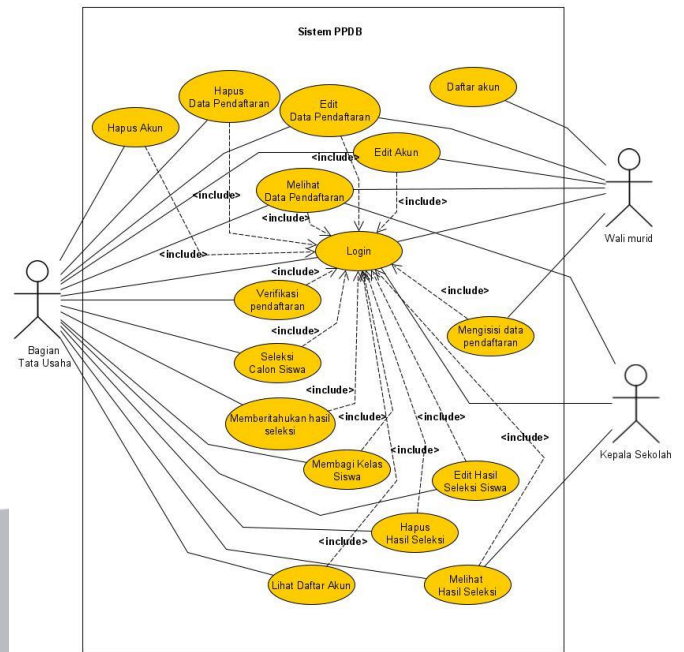 Sistem PPDB
Hapus
Data Pendaftaran
Edit
Data Pendaftaran
Daftar akun
Hapus Akun
<include>
Edit Akun
Melihat
Data Pendaftaran
<include>
<include>
<include>
Wali murid
Login
<include>
Verifikasi
pendaftaran
<include>
<include>
Mengisisi data
pendaftaran
<include>
Bagian
Tata Usaha
Seleksi
Calon Siswa
<include>
Memberitahukan hasil
seleksi
<include>
<include>
<include>
<include>
Kepala Sekolah
Membagi Kelas
Siswa
Edit Hasil
Seleksi Siswa
Hapus
Hasil Seleksi
<include>
Lihat Daftar Akun
Melihat
Hasil Seleksi